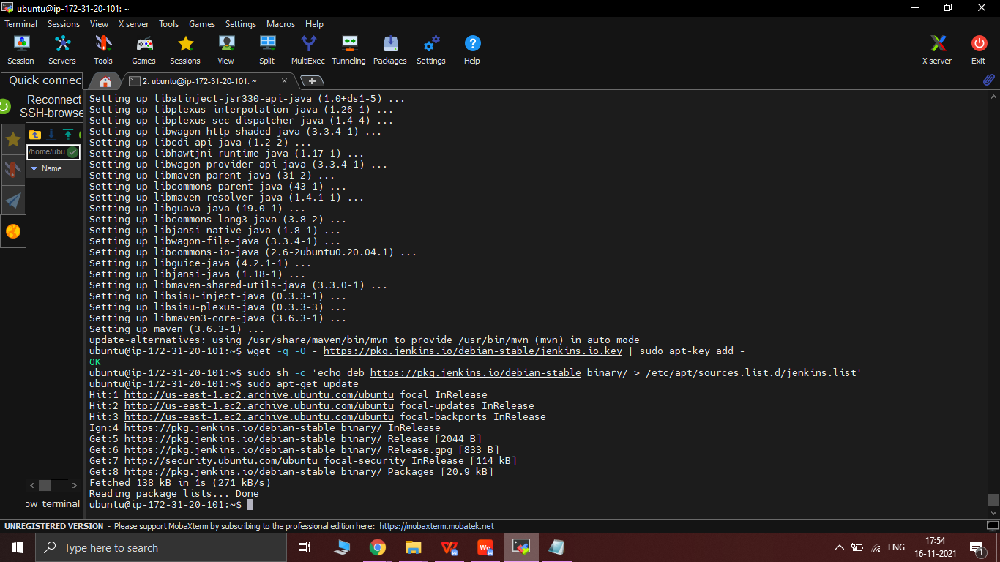 ubuntu@ip-172-31-20-101: ~
Terminal Sessions View X server Tools Games Settings Macros Help
Session Servers Tools Games Sessions View Split MultiExec Tunneling Packages Settings Help X server Exit
Quick connec
2. ubuntu@ip-172-31-20-101: ~
Reconnect
SSH-browse
/home/ubu
Name
Setting up libatinject-jsr330-api-java (1.0+ds1-5) ...
Setting up libplexus-interpolation-java (1.26-1) ...
Setting up libplexus-sec-dispatcher-java (1.4-4) ...
Setting up libwagon-http-shaded-java (3.3.4-1) ...
Setting up libcdi-api-java (1.2-2) ...
Setting up libhawtjni-runtime-java (1.17-1) ...
Setting up libwagon-provider-api-java (3.3.4-1) ...
Setting up libmaven-parent-java (31-2) ...
Setting up libcommons-parent-java (43-1) ...
Setting up libmaven-resolver-java (1.4.1-1) ...
Setting up libguava-java (19.0-1) ...
Setting up libcommons-lang3-java (3.8-2) ...
Setting up libjansi-native-java (1.8-1) ...
Setting up libwagon-file-java (3.3.4-1) ...
Setting up libcommons-io-java (2.6-2ubuntu0.20.04.1) ...
Setting up libguice-java (4.2.1-1) ...
Setting up libjansi-java (1.18-1) ...
Setting up libmaven-shared-utils-java (3.3.0-1) ...
Setting up libsisu-inject-java (0.3.3-1) ...
Setting up libsisu-plexus-java (0.3.3-3) ...
Setting up libmaven3-core-java (3.6.3-1) ...
Setting up maven (3.6.3-1) ...
update-alternatives: using /usr/share/maven/bin/mvn to provide /usr/bin/mvn (mvn) in auto mode
ubuntu@ip-172-31-20-101:~$ wget -q -O - https://pkg.jenkins.io/debian-stable/jenkins.io.key | sudo apt-key add -
OK
ubuntu@ip-172-31-20-101:~$ sudo sh -c 'echo deb https://pkg.jenkins.io/debian-stable binary/ > /etc/apt/sources.list.d/jenkins.list'
ubuntu@ip-172-31-20-101:~$ sudo apt-get update
Hit:1 http://us-east-1.ec2.archive.ubuntu.com/ubuntu focal InRelease
Hit:2 http://us-east-1.ec2.archive.ubuntu.com/ubuntu focal-updates InRelease
Hit:3 http://us-east-1.ec2.archive.ubuntu.com/ubuntu focal-backports InRelease
Ign:4 https://pkg.jenkins.io/debian-stable binary/ InRelease
Get:5 https://pkg.jenkins.io/debian-stable binary/ Release [2044 B]
Get:6 https://pkg.jenkins.io/debian-stable binary/ Release.gpg [833 B]
Get:7 http://security.ubuntu.com/ubuntu focal-security InRelease [114 kB]
Get:8 https://pkg.jenkins.io/debian-stable binary/ Packages [20.9 kB]
Fetched 138 kB in 1s (271 kB/s)
Reading package lists... Done
ubuntu@ip-172-31-20-101:~$
ow terminal
UNREGISTERED VERSION - Please support MobaXterm by subscribing to the professional edition here: https://mobaxterm.mobatek.net
Type here to search
ENG
17:54
16-11-2021
1